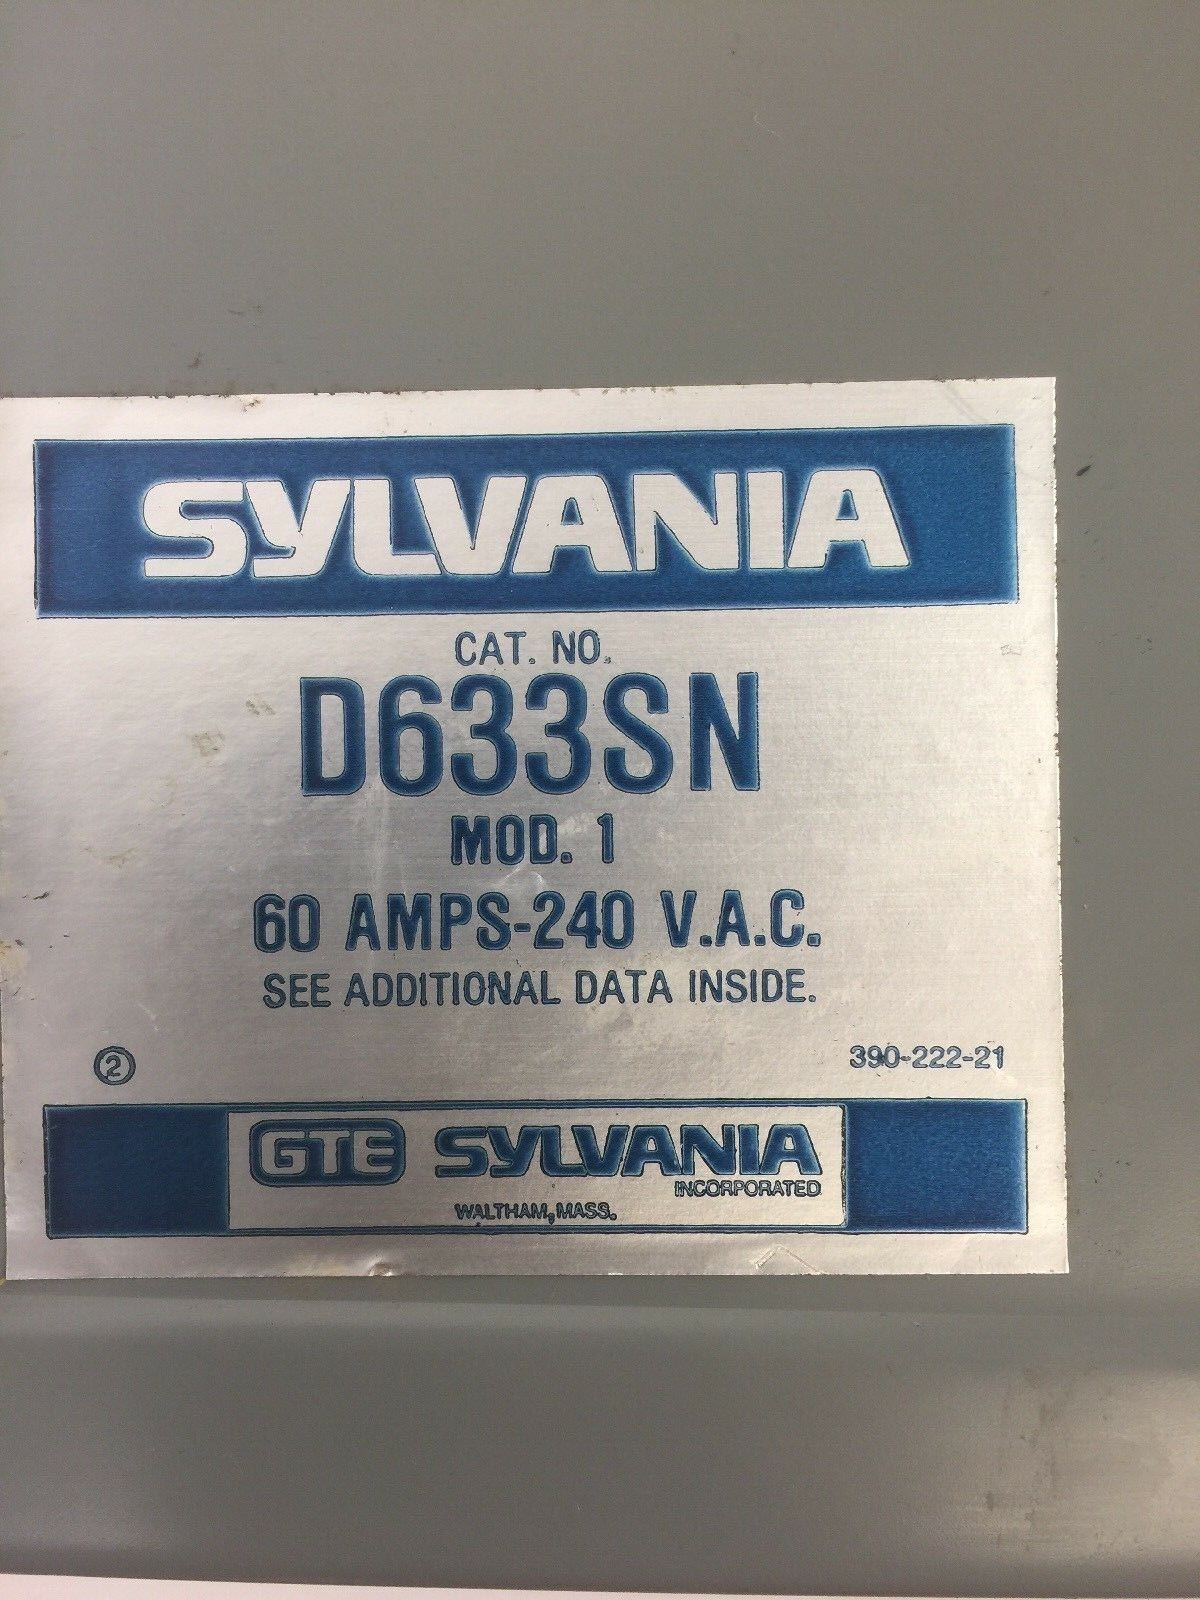 SYLVANIA
CAT. NO.
D633SN
MOD. 1
60 AMPS-240 V.A.C.
SEE ADDITIONAL DATA INSIDE.
2 390-222-21
GTE SYLVANIA
INCORPORATED
WALTHAM, MASS.